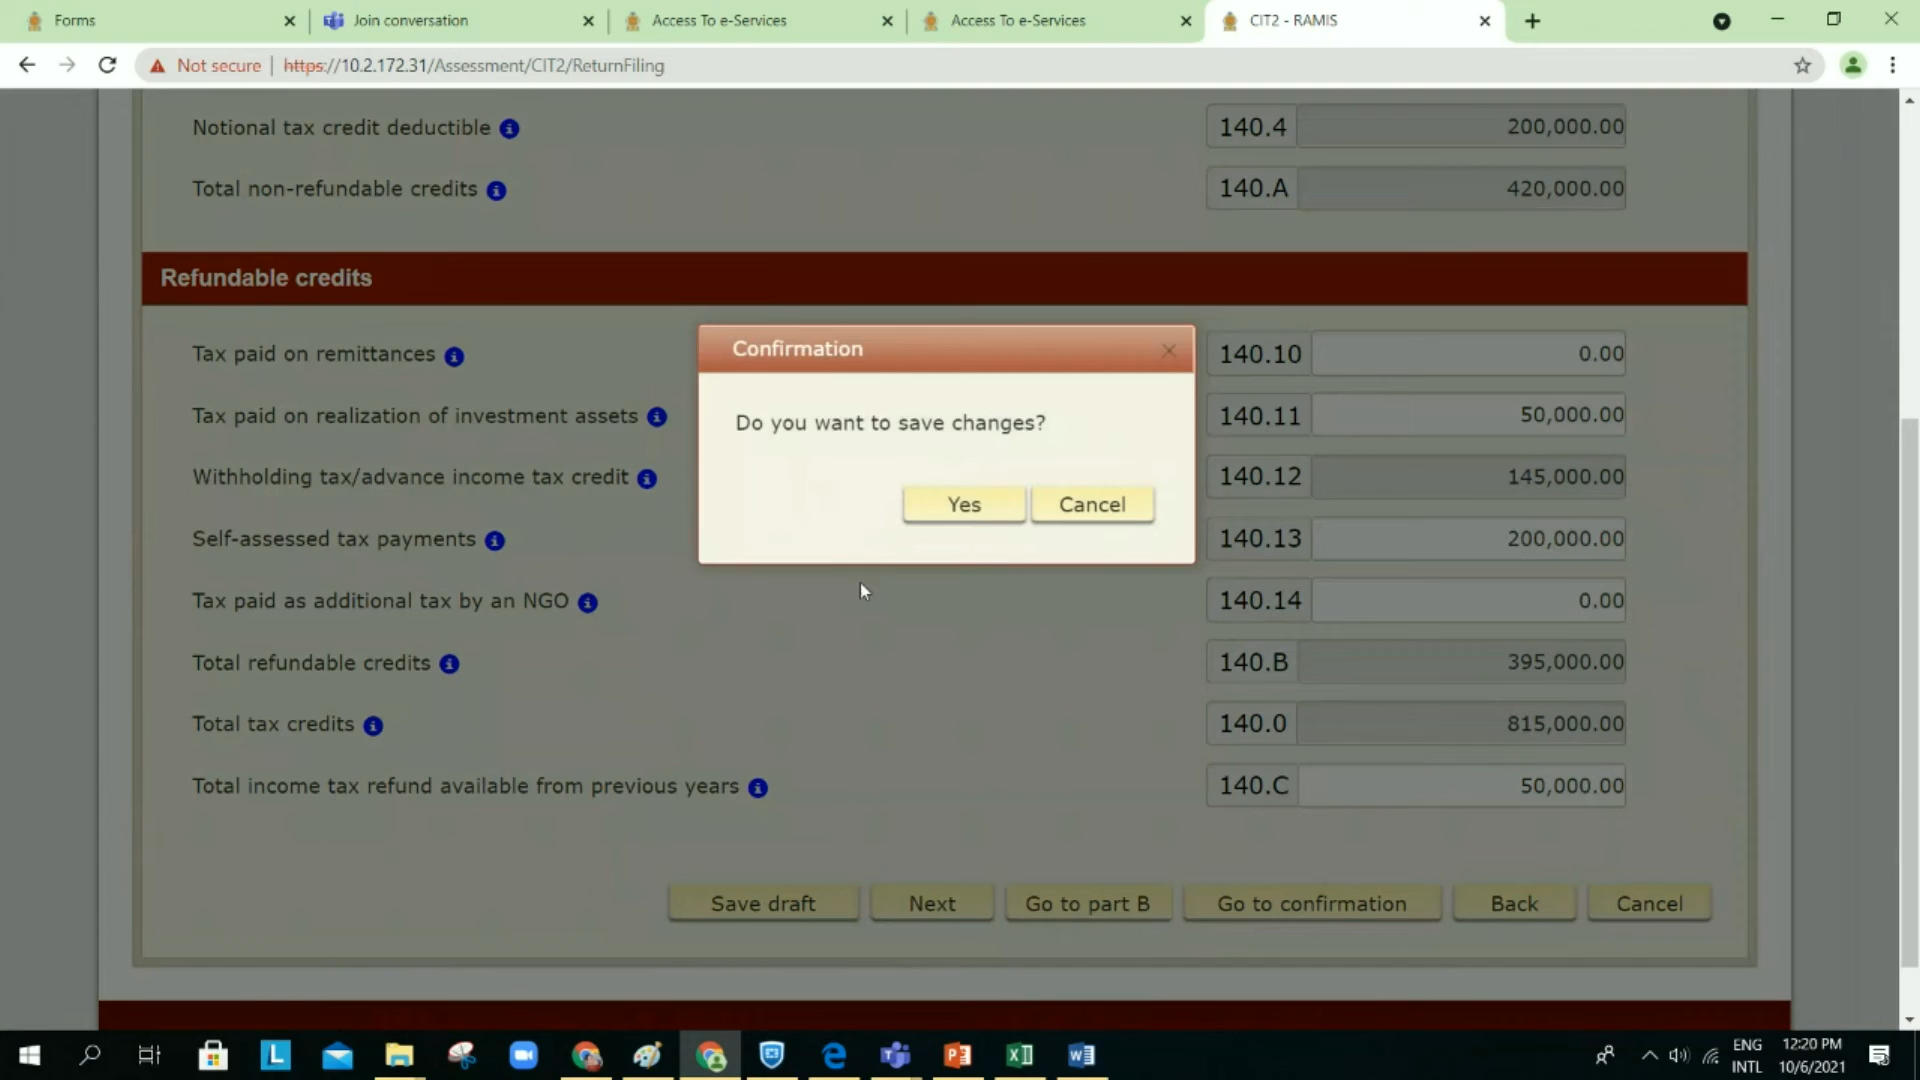 Forms
Join conversation
Access To e-Services
Access To e-Services
CIT2 - RAMIS
Not secure | https://10.2.172.31/Assessment/CIT2/ReturnFiling
Notional tax credit deductible 140.4 200,000.00
Total non-refundable credits 140.A 420,000.00
Refundable credits
Tax paid on remittances 140.10 0.00
Tax paid on realization of investment assets 140.11 50,000.00
Withholding tax/advance income tax credit 140.12 145,000.00
Self-assessed tax payments 140.13 200,000.00
Tax paid as additional tax by an NGO 140.14 0.00
Total refundable credits 140.B 395,000.00
Total tax credits 140.0 815,000.00
Total income tax refund available from previous years 140.C 50,000.00
Confirmation
Do you want to save changes?
Yes Cancel
Save draft Next Go to part B Go to confirmation Back Cancel
ENG 12:20 PM
INTL 10/6/2021